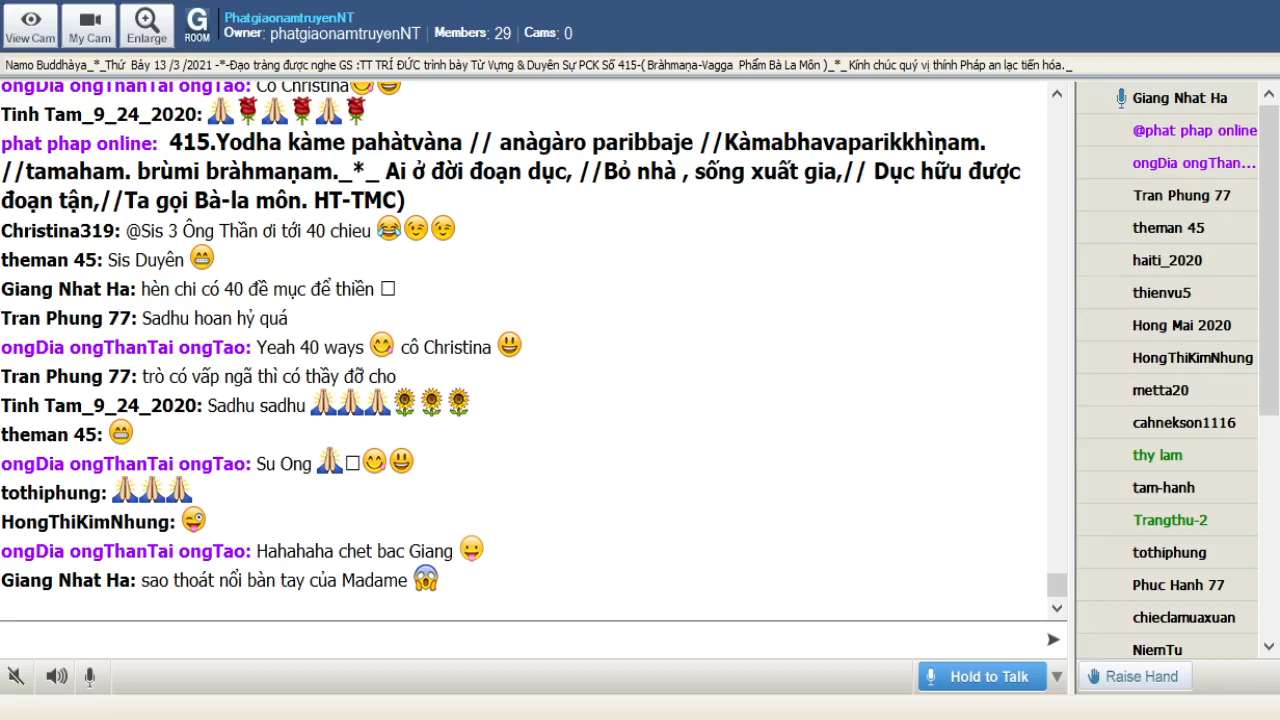 View Cam
My Cam
Enlarge
G
ROOM
PhatgiaonamtruyenNT
Owner: phatgiaonamtruyenNT | Members: 29 | Cams: 0
Namo Buddhàya_*_Thứ Bảy 13 /3 /2021 -*-Đạo tràng được nghe GS :TT TRÍ ĐỨC trình bày Từ Vựng & Duyên Sự PCK Số 415-( Bràhmaṇa-Vagga Phẩm Bà La Môn )_*_ Kính chúc quý vị thính Pháp an lạc tiến hóa._
ongDia ongThanTai ongTao: Co Christina
Tinh Tam_9_24_2020:
phat phap online: 415.Yodha kàme pahàtvàna // anàgàro paribbaje //Kàmabhavaparikkhìṇam.
//tamaham. brùmi bràhmaṇam._*_ Ai ở đời đoạn dục, //Bỏ nhà , sống xuất gia,// Dục hữu được
đoạn tận,//Ta gọi Bà-la môn. HT-TMC)
Christina319: @Sis 3 Ông Thần ơi tới 40 chieu
theman 45: Sis Duyên
Giang Nhat Ha: hèn chi có 40 đề mục để thiền
Tran Phung 77: Sadhu hoan hỷ quá
ongDia ongThanTai ongTao: Yeah 40 ways cô Christina
Tran Phung 77: trò có vấp ngã thì có thầy đỡ cho
Tinh Tam_9_24_2020: Sadhu sadhu
theman 45:
ongDia ongThanTai ongTao: Su Ong
tothiphung:
HongThiKimNhung:
ongDia ongThanTai ongTao: Hahahaha chet bac Giang
Giang Nhat Ha: sao thoát nổi bàn tay của Madame
Hold to Talk
Giang Nhat Ha
@phat phap online
ongDia ongThan...
Tran Phung 77
theman 45
haiti_2020
thienvu5
Hong Mai 2020
HongThiKimNhung
metta20
cahnekson1116
thy lam
tam-hanh
Trangthu-2
tothiphung
Phuc Hanh 77
chieclamuaxuan
NiemTu
Raise Hand